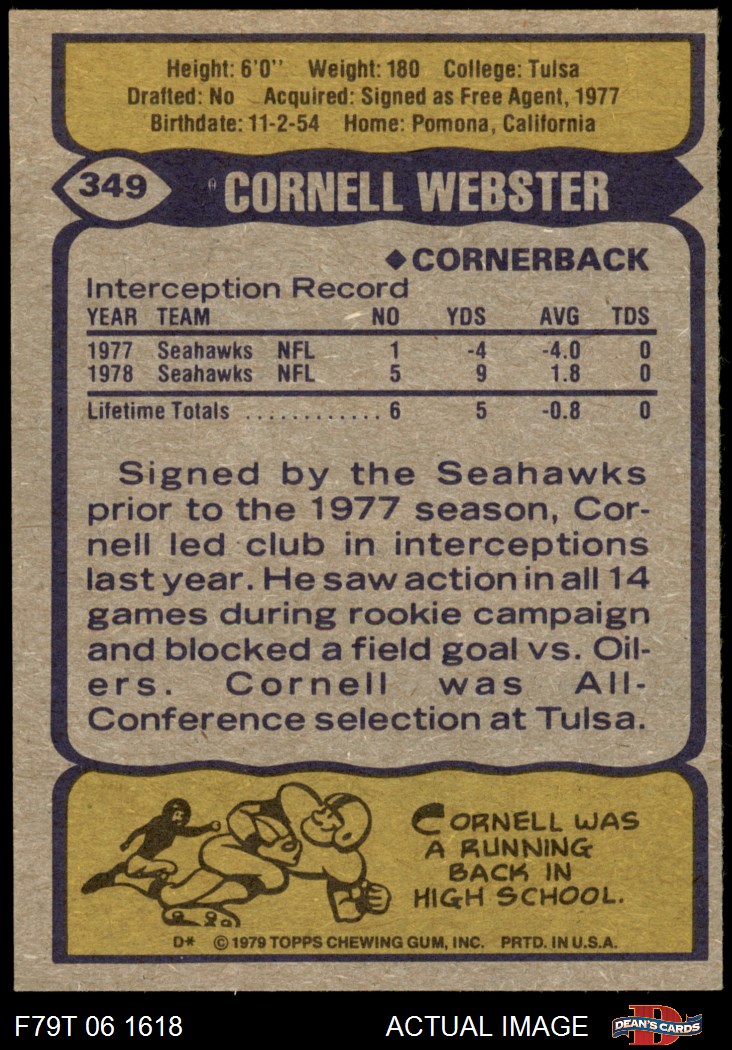 Height: 6'0" Weight: 180 College: Tulsa
Drafted: No Acquired: Signed as Free Agent, 1977
Birthdate: 11-2-54 Home: Pomona, California
349 CORNELL WEBSTER
◆CORNERBACK
Interception Record
YEAR TEAM NO YDS AVG TDS
1977 Seahawks NFL 1 -4 -4.0 0
1978 Seahawks NFL 5 9 1.8 0
Lifetime Totals ............ 6 5 -0.8 0
Signed by the Seahawks
prior to the 1977 season, Cor-
nell led club in interceptions
last year. He saw action in all 14
games during rookie campaign
and blocked a field goal vs. Oil-
ers. Cornell was All-
Conference selection at Tulsa.
CORNELL WAS
A RUNNING
BACK IN
HIGH SCHOOL.
D* © 1979 TOPPS CHEWING GUM, INC. PRTD. IN U.S.A.
F79T 06 1618 ACTUAL IMAGE D DEAN'S CARDS